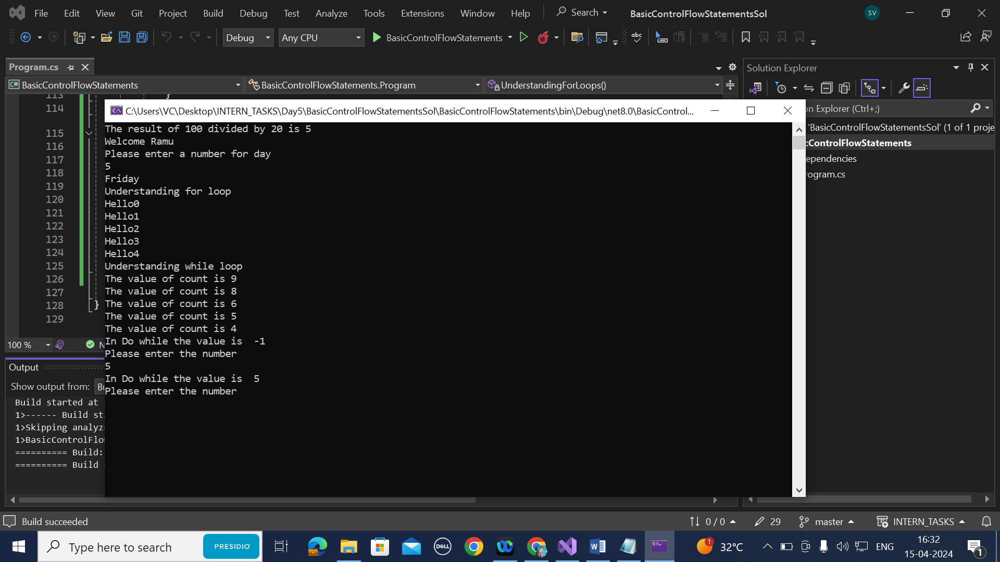 File Edit View Git Project Build Debug Test Analyze Tools Extensions Window Help Search BasicControlFlowStatementsSol SV
Debug Any CPU BasicControlFlowStatements abc
Program.cs
Solution Explorer
C# BasicControlFlowStatements BasicControlFlowStatements.Program UnderstandingForLoops()
113 }
114
115
116
117
118
119
120
121
122
123
124
125
126
127
128 }
129
C:\Users\VC\Desktop\INTERN_TASKS\Day5\BasicControlFlowStatementsSol\BasicControlFlowStatements\bin\Debug\net8.0\BasicControl...
The result of 100 divided by 20 is 5
Welcome Ramu
Please enter a number for day
5
Friday
Understanding for loop
Hello0
Hello1
Hello2
Hello3
Hello4
Understanding while loop
The value of count is 9
The value of count is 8
The value of count is 6
The value of count is 5
The value of count is 4
In Do while the value is  -1
Please enter the number
5
In Do while the value is  5
Please enter the number
on Explorer (Ctrl+;)
'BasicControlFlowStatementsSol' (1 of 1 proje
cControlFlowStatements
ependencies
rogram.cs
100 % N
Output
Show output from: Bu
Build started at
1>------ Build st
1>Skipping analyz
1>BasicControlFlo
========== Build:
========== Build
Build succeeded 0 / 0 29 master INTERN_TASKS
Type here to search PRESIDIO DELL 1 32°C ENG 16:32
15-04-2024 1